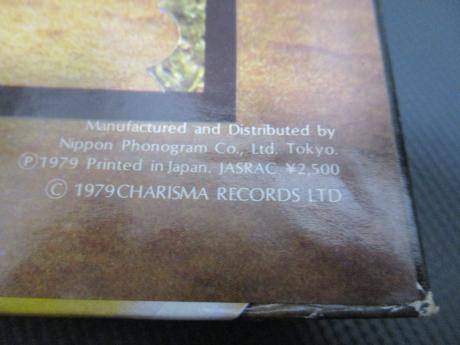 Manufactured and Distributed by
Nippon Phonogram Co., Ltd. Tokyo.
Ⓟ1979 Printed in Japan. JASRAC ¥2,500
© 1979 CHARISMA RECORDS LTD